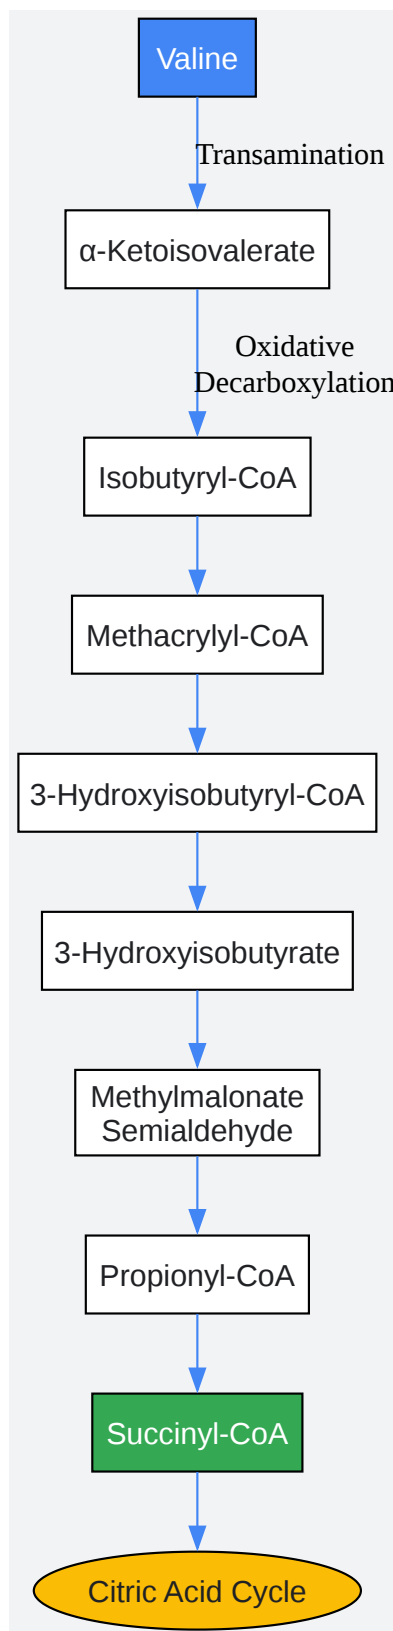 Valine
Transamination
α-Ketoisovalerate
Oxidative
Decarboxylation
Isobutyryl-CoA
Methacrylyl-CoA
3-Hydroxyisobutyryl-CoA
3-Hydroxyisobutyrate
Methylmalonate
Semialdehyde
Propionyl-CoA
Succinyl-CoA
Citric Acid Cycle